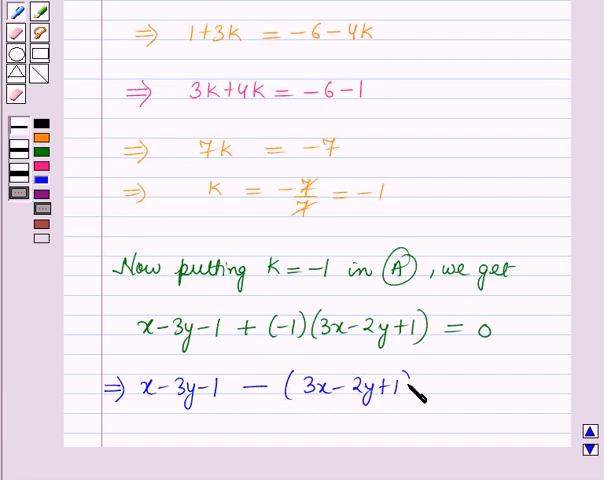 ⇒ 1+3K = -6-4K
⇒ 3K+4K = -6-1
⇒ 7K = -7
⇒ K = -7/7 = -1
Now putting K=-1 in (A), we get
x-3y-1 + (-1)(3x-2y+1) = 0
⇒ x-3y-1 - (3x-2y+1)